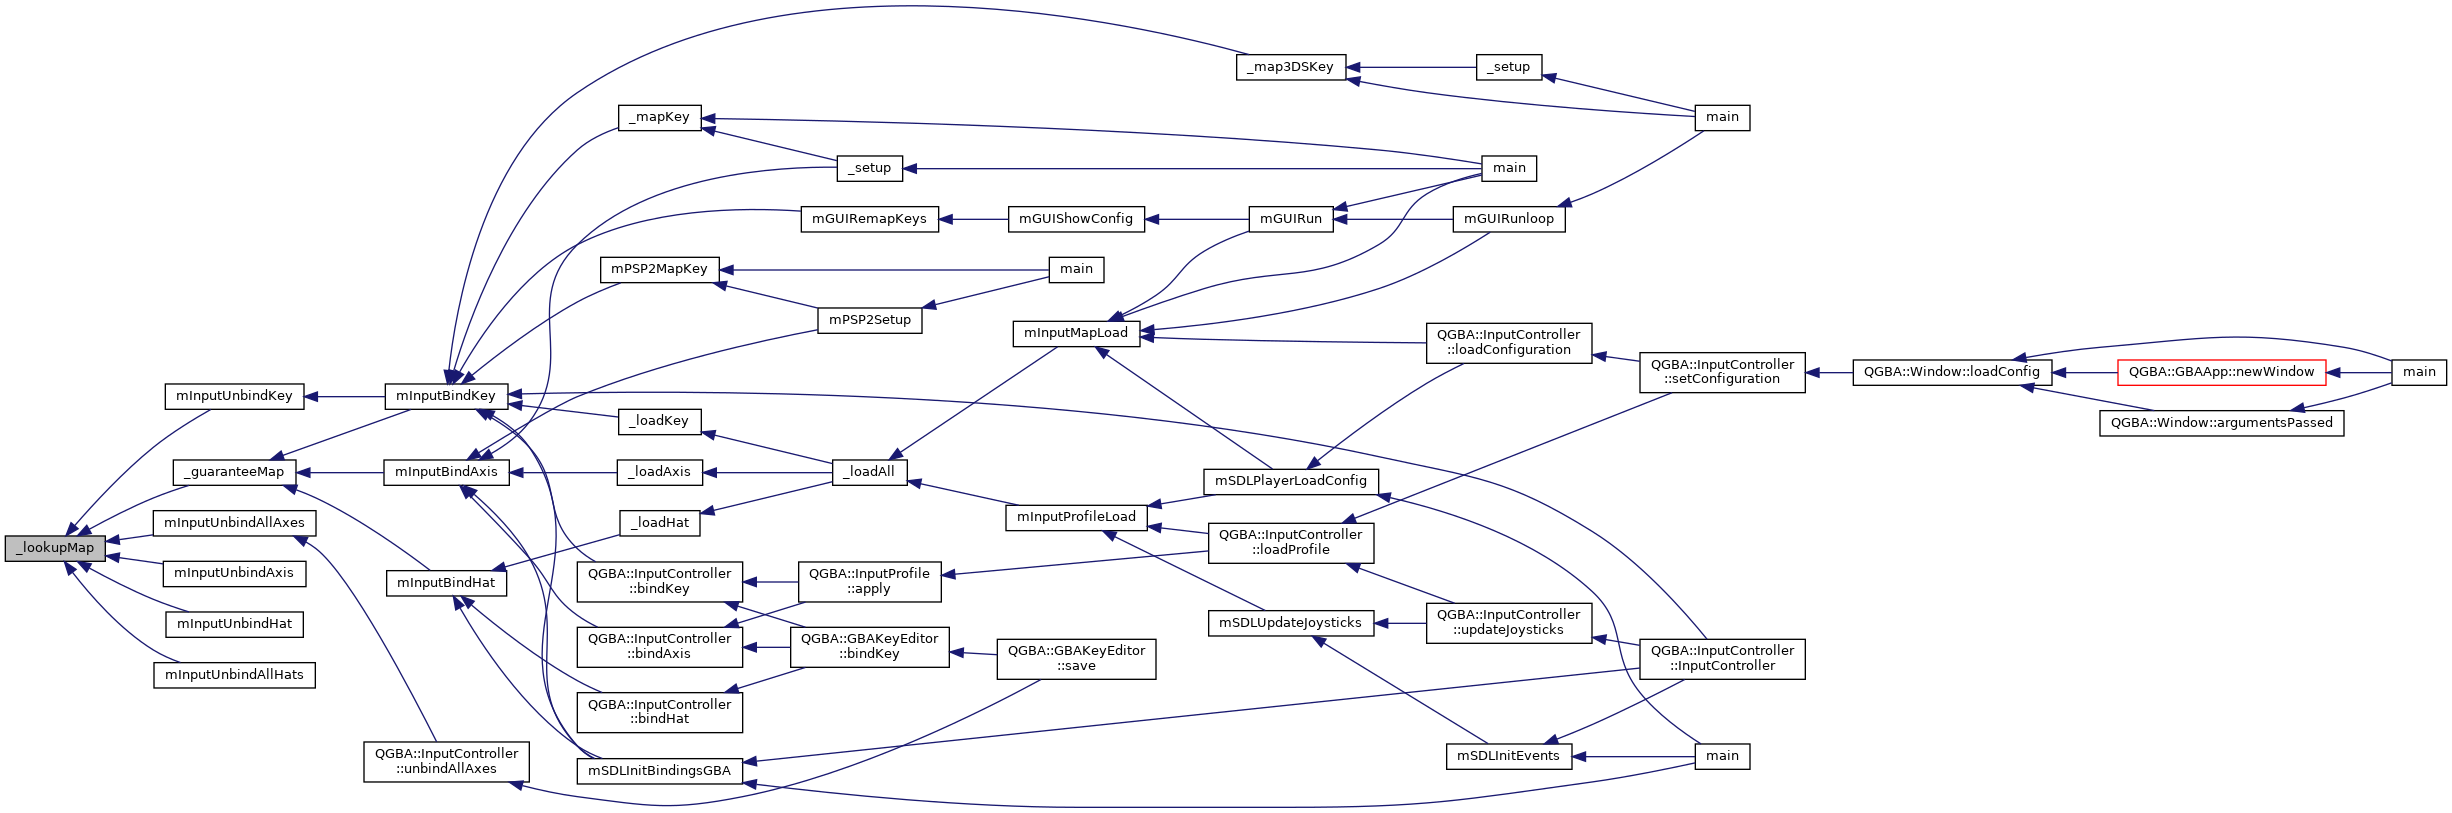 _map3DSKey
_setup
_mapKey
main
_setup
main
mGUIRemapKeys
mGUIShowConfig
mGUIRun
mGUIRunloop
mPSP2MapKey
main
mPSP2Setup
mInputMapLoad
QGBA::InputController
::loadConfiguration
QGBA::InputController
::setConfiguration
QGBA::Window::loadConfig
QGBA::GBAApp::newWindow
main
mInputUnbindKey
mInputBindKey
_loadKey
QGBA::Window::argumentsPassed
_guaranteeMap
mInputBindAxis
_loadAxis
_loadAll
mSDLPlayerLoadConfig
mInputUnbindAllAxes
_loadHat
mInputProfileLoad
_lookupMap
QGBA::InputController
::loadProfile
mInputUnbindAxis
mInputBindHat
QGBA::InputController
::bindKey
QGBA::InputProfile
::apply
mInputUnbindHat
mSDLUpdateJoysticks
QGBA::InputController
::updateJoysticks
QGBA::InputController
::bindAxis
QGBA::GBAKeyEditor
::bindKey
QGBA::GBAKeyEditor
::save
QGBA::InputController
::InputController
mInputUnbindAllHats
QGBA::InputController
::bindHat
QGBA::InputController
::unbindAllAxes
mSDLInitBindingsGBA
mSDLInitEvents
main